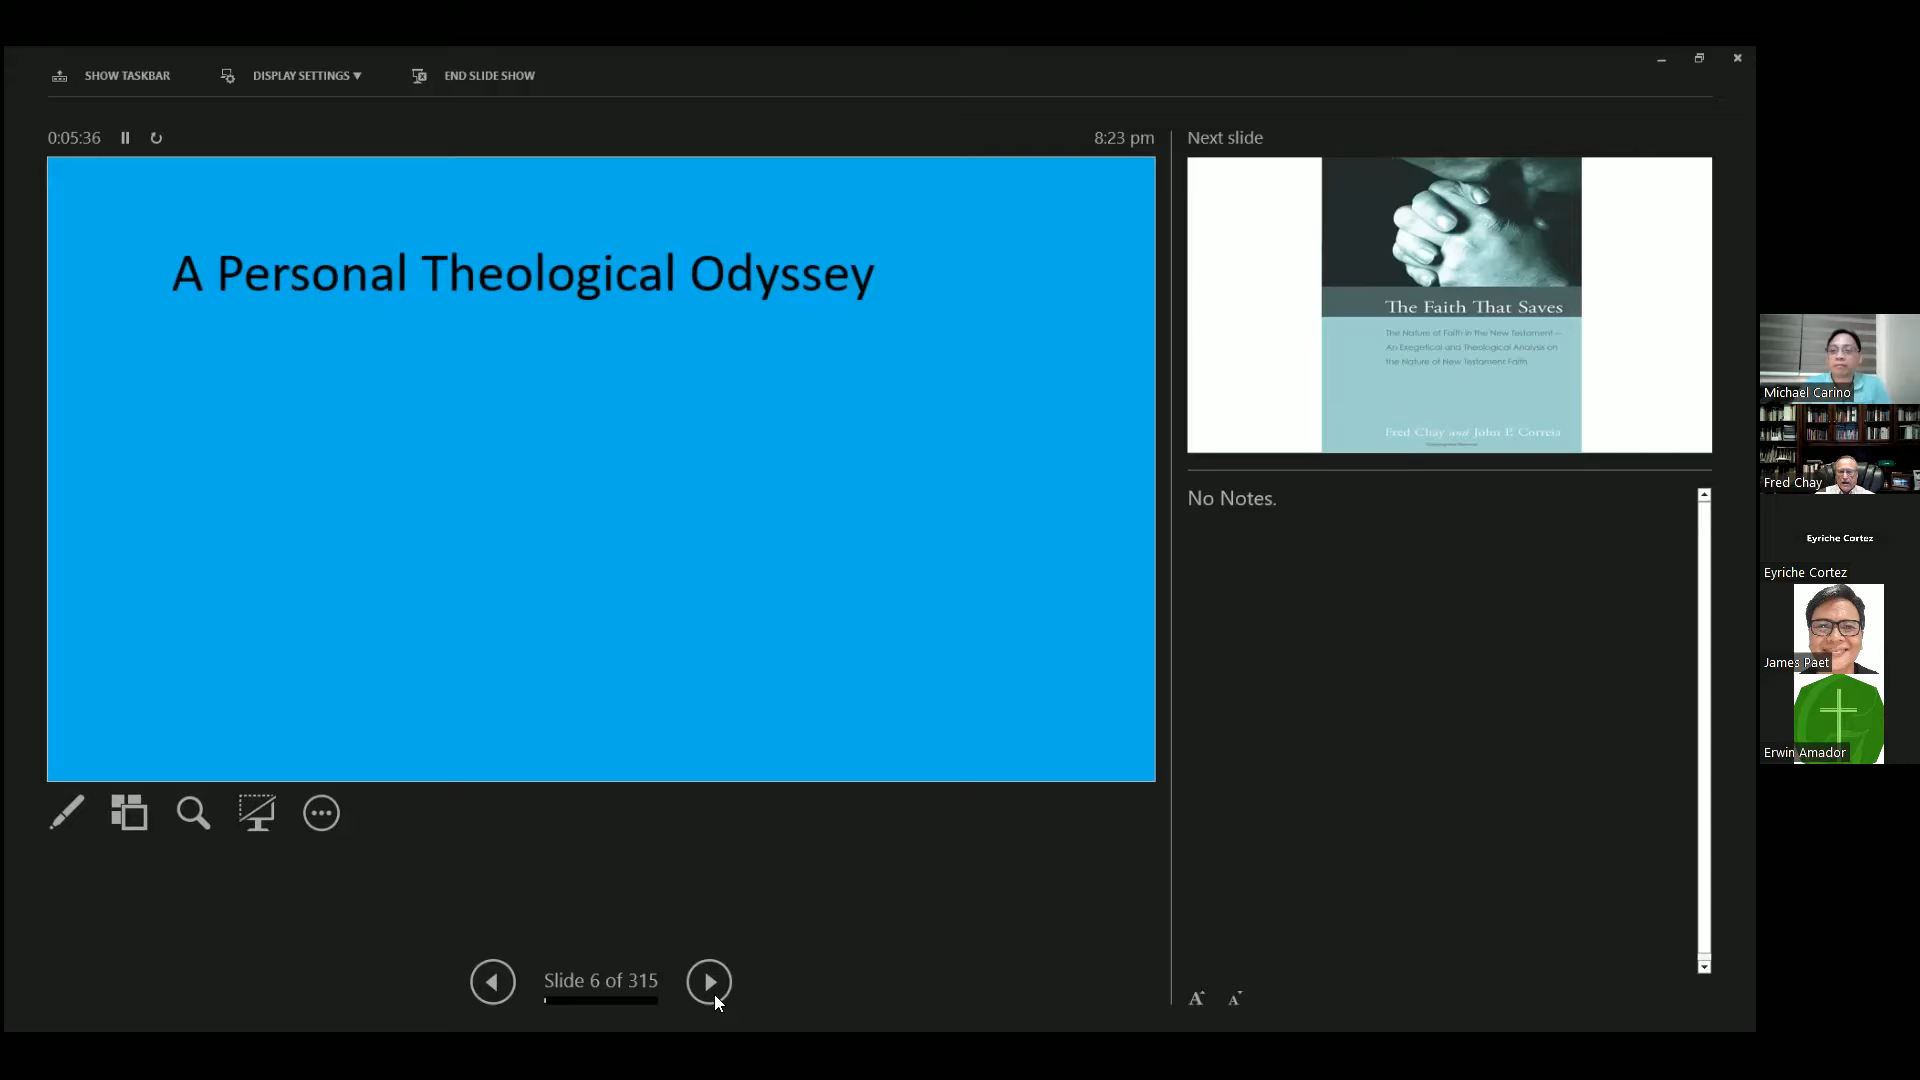 SHOW TASKBAR
DISPLAY SETTINGS ▼
END SLIDE SHOW
0:05:36
8:23 pm
Next slide
A Personal Theological Odyssey
The Faith That Saves
The Nature of Faith in the New Testament—
An Exegetical and Theological Analysis on
the Nature of New Testament Faith
Fred Chay and John P. Correia
No Notes.
Slide 6 of 315
A
A
Michael Carino
Fred Chay
Eyriche Cortez
Eyriche Cortez
James Paet
Erwin Amador